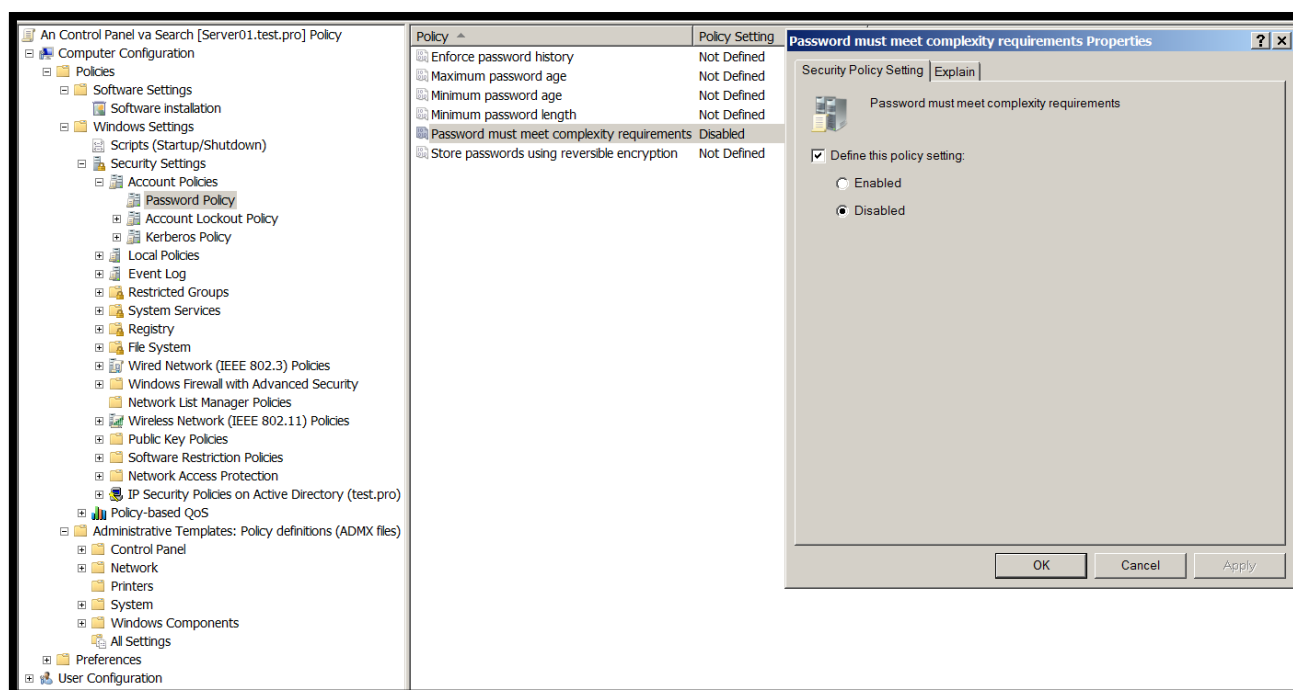 An Control Panel va Search [Server01.test.pro] Policy
Computer Configuration
Policies
Software Settings
Software installation
Windows Settings
Scripts (Startup/Shutdown)
Security Settings
Account Policies
Password Policy
Account Lockout Policy
Kerberos Policy
Local Policies
Event Log
Restricted Groups
System Services
Registry
File System
Wired Network (IEEE 802.3) Policies
Windows Firewall with Advanced Security
Network List Manager Policies
Wireless Network (IEEE 802.11) Policies
Public Key Policies
Software Restriction Policies
Network Access Protection
IP Security Policies on Active Directory (test.pro)
Policy-based QoS
Administrative Templates: Policy definitions (ADMX files)
Control Panel
Network
Printers
System
Windows Components
All Settings
Preferences
User Configuration
Policy Policy Setting
Enforce password history Not Defined
Maximum password age Not Defined
Minimum password age Not Defined
Minimum password length Not Defined
Password must meet complexity requirements Disabled
Store passwords using reversible encryption Not Defined
Password must meet complexity requirements Properties
Security Policy Setting Explain
Password must meet complexity requirements
Define this policy setting:
Enabled
Disabled
OK Cancel Apply